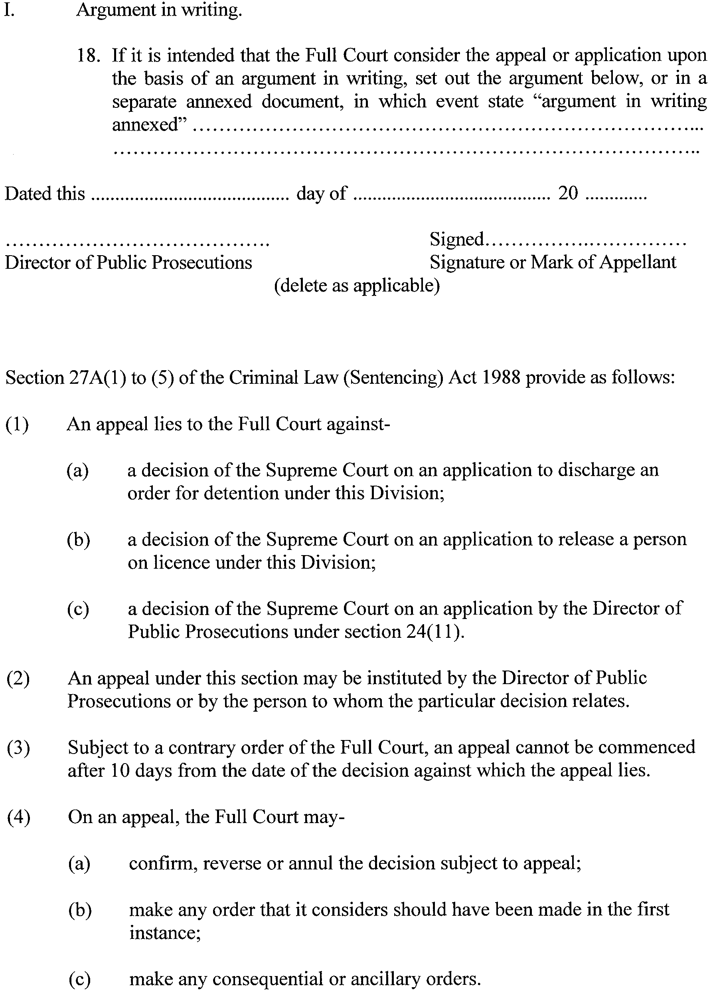 I. Argument in writing.
18. If it is intended that the Full Court consider the appeal or application upon
the basis of an argument in writing, set out the argument below, or in a
separate annexed document, in which event state “argument in writing
annexed” ..............................................................................
..........................................................................................
Dated this ......................................... day of ......................................... 20 .............
........................................ Signed...............................
Director of Public Prosecutions Signature or Mark of Appellant
(delete as applicable)
Section 27A(1) to (5) of the Criminal Law (Sentencing) Act 1988 provide as follows:
(1) An appeal lies to the Full Court against-
(a) a decision of the Supreme Court on an application to discharge an
order for detention under this Division;
(b) a decision of the Supreme Court on an application to release a person
on licence under this Division;
(c) a decision of the Supreme Court on an application by the Director of
Public Prosecutions under section 24(11).
(2) An appeal under this section may be instituted by the Director of Public
Prosecutions or by the person to whom the particular decision relates.
(3) Subject to a contrary order of the Full Court, an appeal cannot be commenced
after 10 days from the date of the decision against which the appeal lies.
(4) On an appeal, the Full Court may-
(a) confirm, reverse or annul the decision subject to appeal;
(b) make any order that it considers should have been made in the first
instance;
(c) make any consequential or ancillary orders.